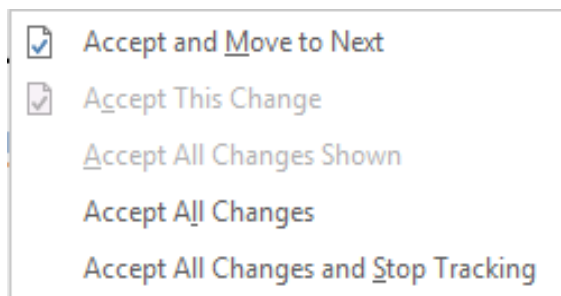 Accept and Move to Next
Accept This Change
Accept All Changes Shown
Accept All Changes
Accept All Changes and Stop Tracking